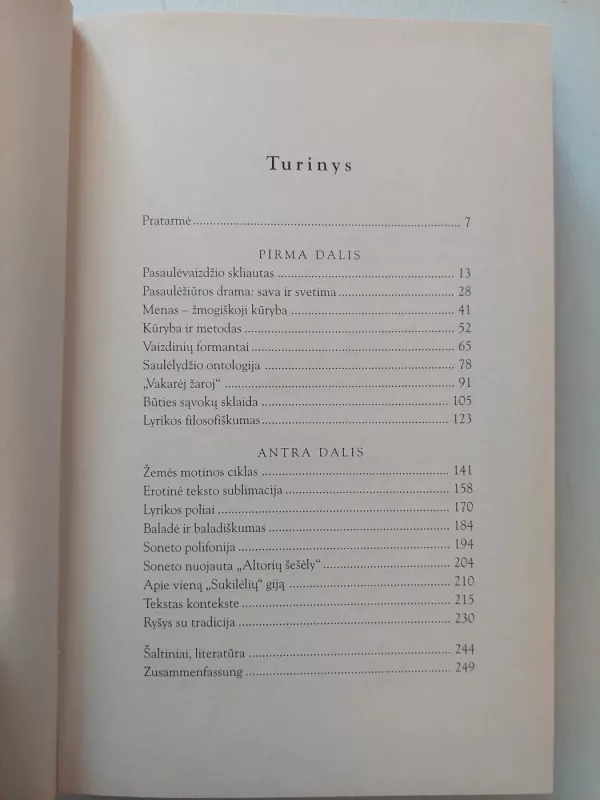 Turinys
Pratarmė 7
PIRMA DALIS
Pasaulėvaizdžio skliautas 13
Pasaulėžiūros drama: sava ir svetima 28
Menas – žmogiškoji kūryba 41
Kūryba ir metodas 52
Vaizdinių formantai 65
Saulėlydžio ontologija 78
„Vakarėj žaroj“ 91
Būties sąvokų sklaida 105
Lyrikos filosofiškumas 123
ANTRA DALIS
Žemės motinos ciklas 141
Erotinė teksto sublimacija 158
Lyrikos poliai 170
Baladė ir baladiškumas 184
Soneto polifonija 194
Soneto nuojauta „Altorių šešėly“ 204
Apie vieną „Sukilėlių“ giją 210
Tekstas kontekste 215
Ryšys su tradicija 230
Šaltiniai, literatūra 244
Zusammenfassung 249